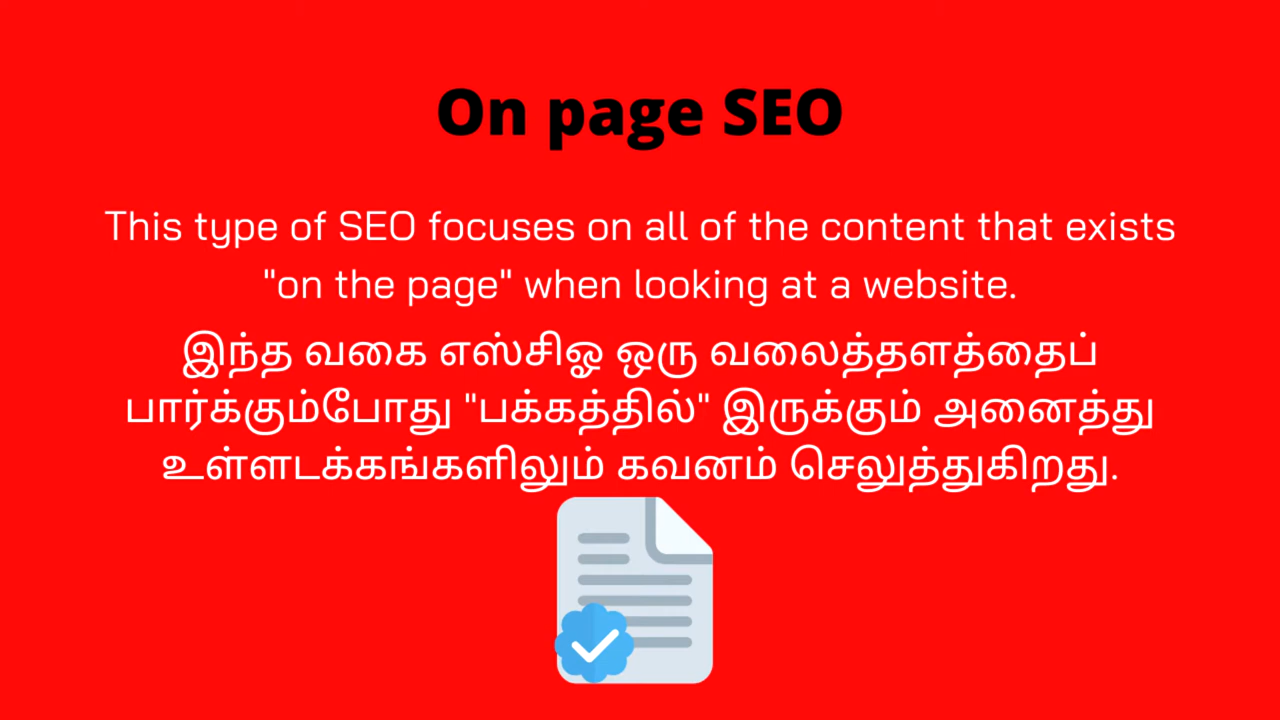 On page SEO
This type of SEO focuses on all of the content that exists
"on the page" when looking at a website.
இந்த வகை எஸ்சிஓ ஒரு வலைத்தளத்தைப்
பார்க்கும்போது "பக்கத்தில்" இருக்கும் அனைத்து
உள்ளடக்கங்களிலும் கவனம் செலுத்துகிறது.